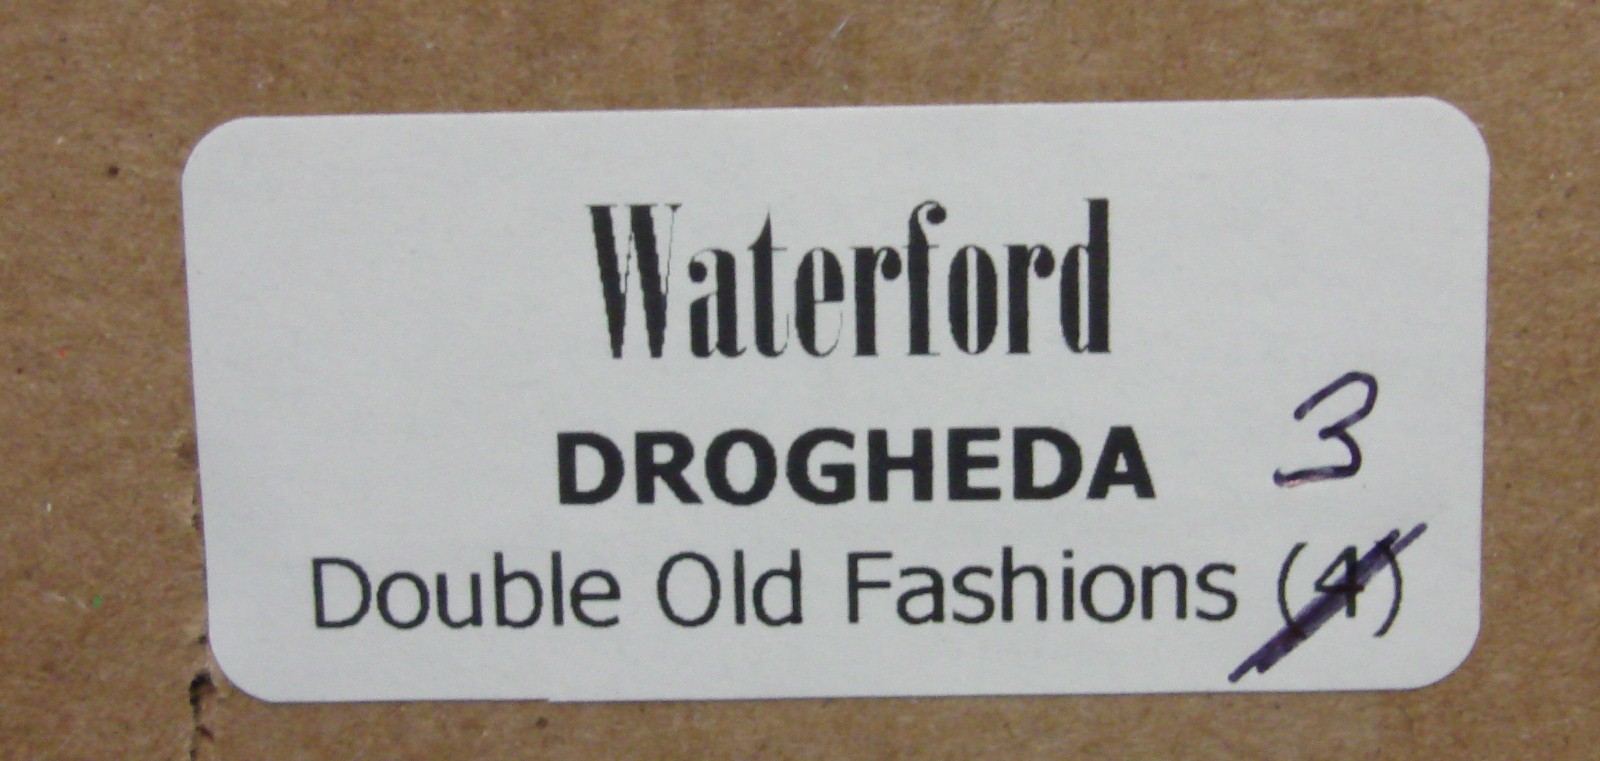 Waterford
DROGHEDA 3
Double Old Fashions (4)